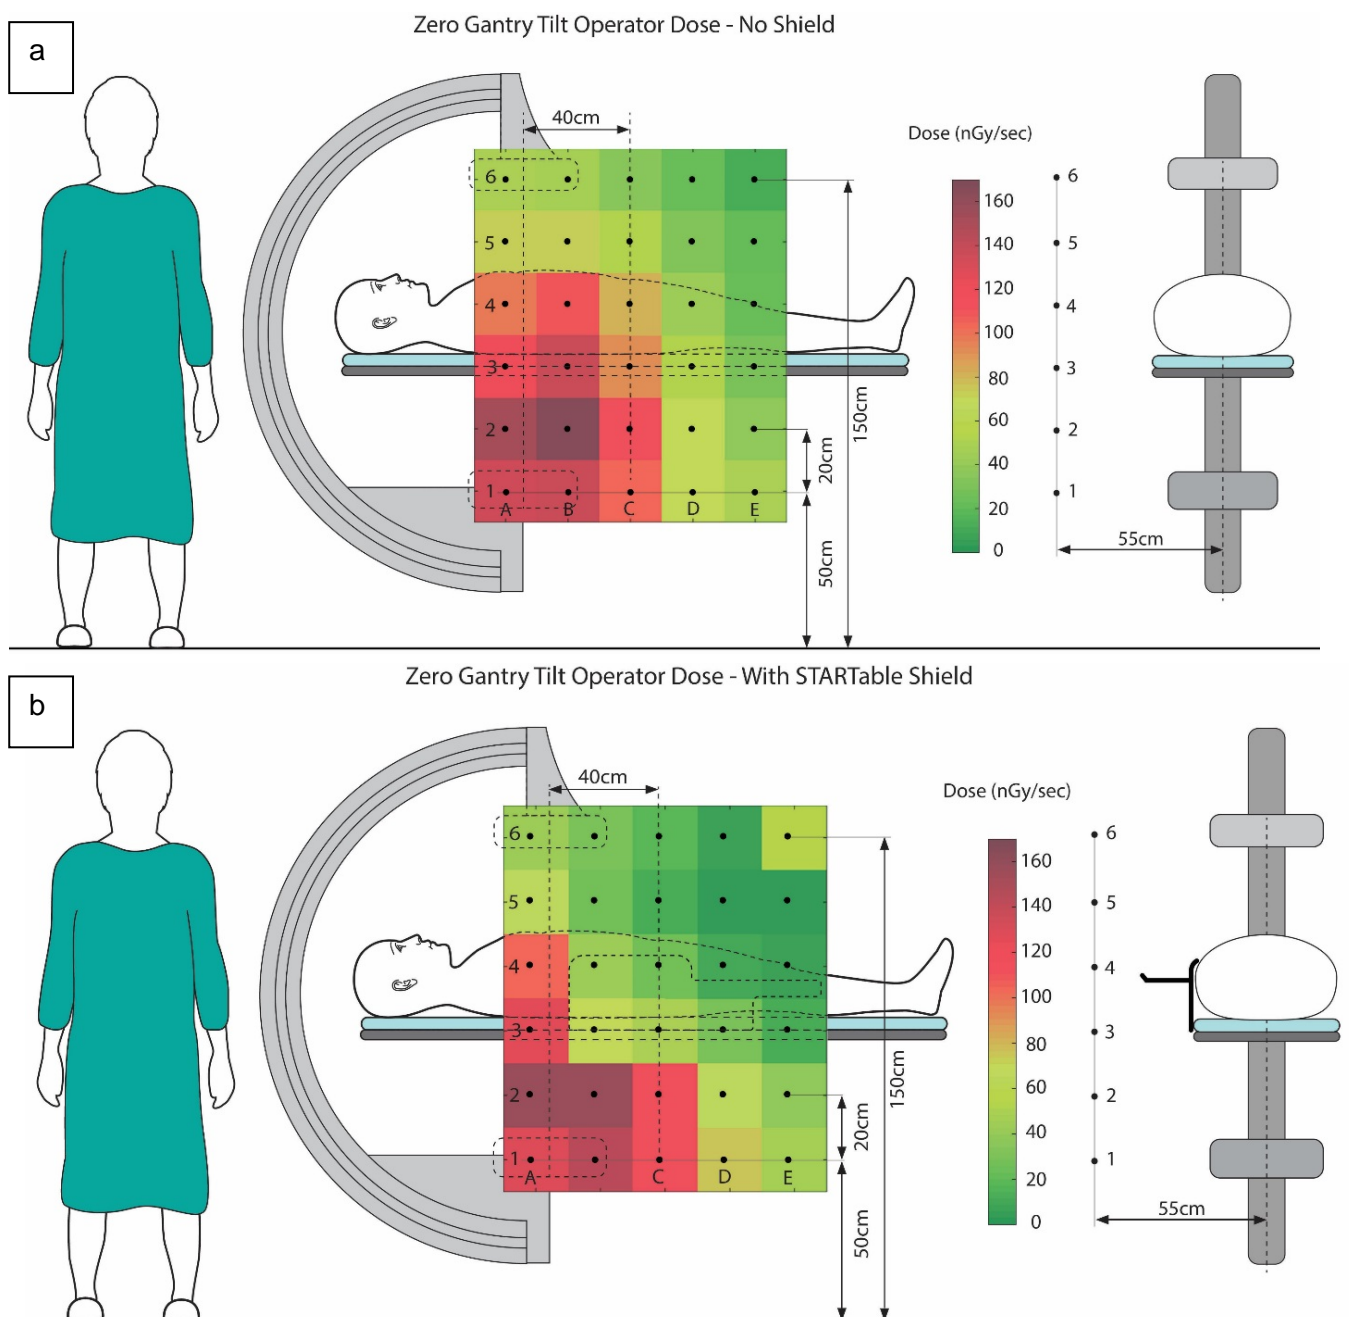 Zero Gantry Tilt Operator Dose - No Shield
a
40cm
Dose (nGy/sec)
6
5
4
3
2
1
A B C D E
20cm
150cm
50cm
160
140
120
100
80
60
40
20
0
6
5
4
3
2
1
55cm
Zero Gantry Tilt Operator Dose - With STARTable Shield
b
40cm
Dose (nGy/sec)
6
5
4
3
2
1
A C D E
20cm
150cm
50cm
160
140
120
100
80
60
40
20
0
6
5
4
3
2
1
55cm